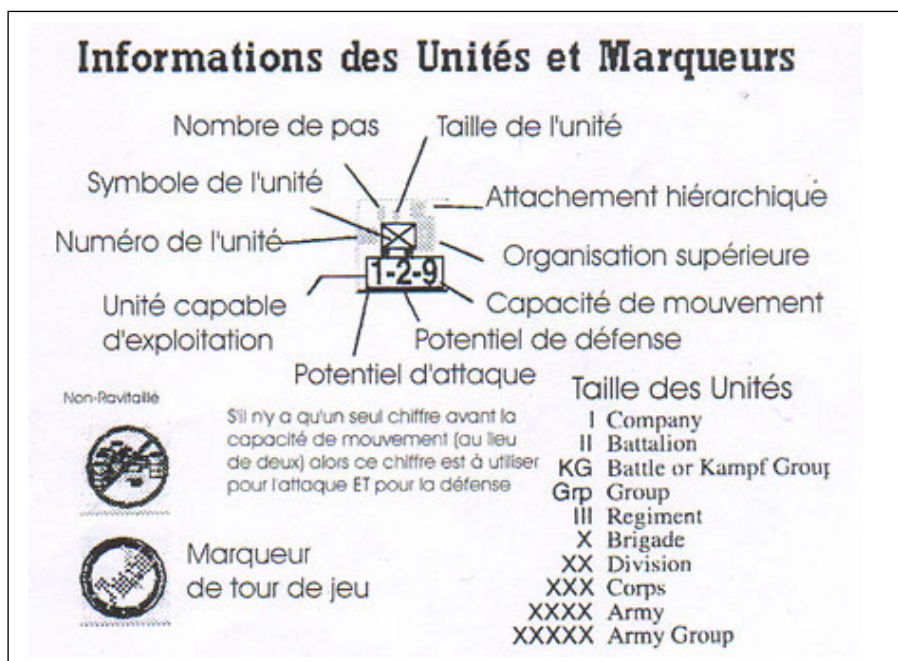 Informations des Unités et Marqueurs
Nombre de pas
Taille de l'unité
Symbole de l'unité
Attachement hiérarchique
Numéro de l'unité
Organisation supérieure
1-2-9
Unité capable
d'exploitation
Capacité de mouvement
Potentiel de défense
Potentiel d'attaque
Non-Ravitaillé
S'il n'y a qu'un seul chiffre avant la
capacité de mouvement (au lieu
de deux) alors ce chiffre est à utiliser
pour l'attaque ET pour la défense
Marqueur
de tour de jeu
Taille des Unités
I Company
II Battalion
KG Battle or Kampf Group
Grp Group
III Regiment
X Brigade
XX Division
XXX Corps
XXXX Army
XXXXX Army Group